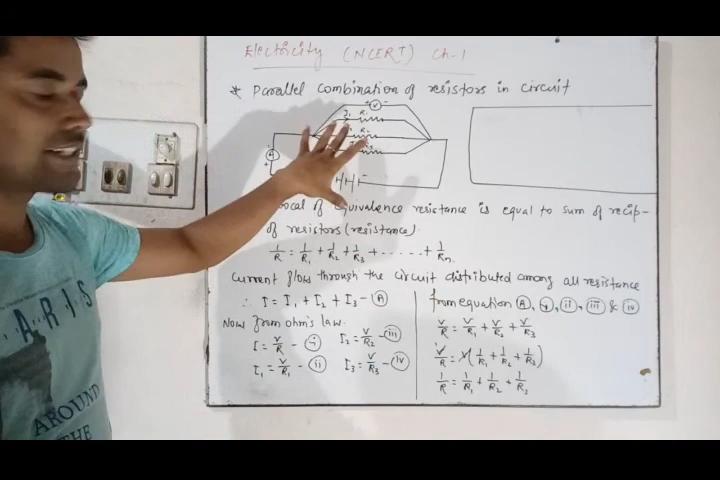 Electricity (NCERT) Ch-1
* Parallel combination of resistors in circuit
V
I₁ R₁
R₂
A
of equivalence resistance is equal to sum of recip-
of resistors (resistance).
1/R = 1/R₁ + 1/R₂ + 1/R₃ + ...... + 1/Rn.
Current flow through the circuit distributed among all resistance
∴ I = I₁ + I₂ + I₃ - (A)
Now from ohm's law.
I = V/R - (i) I₂ = V/R₂ - (iii)
I₁ = V/R₁ - (ii) I₃ = V/R₃ - (iv)
from equation (A), (i), (ii), (iii) & (iv)
V/R = V/R₁ + V/R₂ + V/R₃
V/R = V(1/R₁ + 1/R₂ + 1/R₃)
1/R = 1/R₁ + 1/R₂ + 1/R₃
ARIS
AROUND
THE